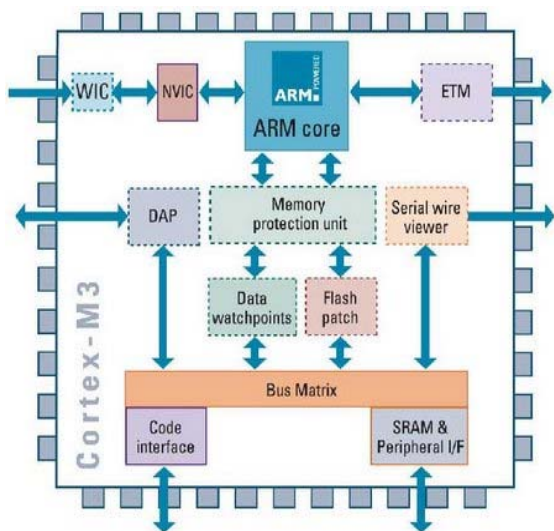 WIC
NVIC
ARM
POWERED
ARM core
ETM
DAP
Memory
protection unit
Serial wire
viewer
Data
watchpoints
Flash
patch
Bus Matrix
Code
interface
SRAM &
Peripheral I/F
Cortex-M3